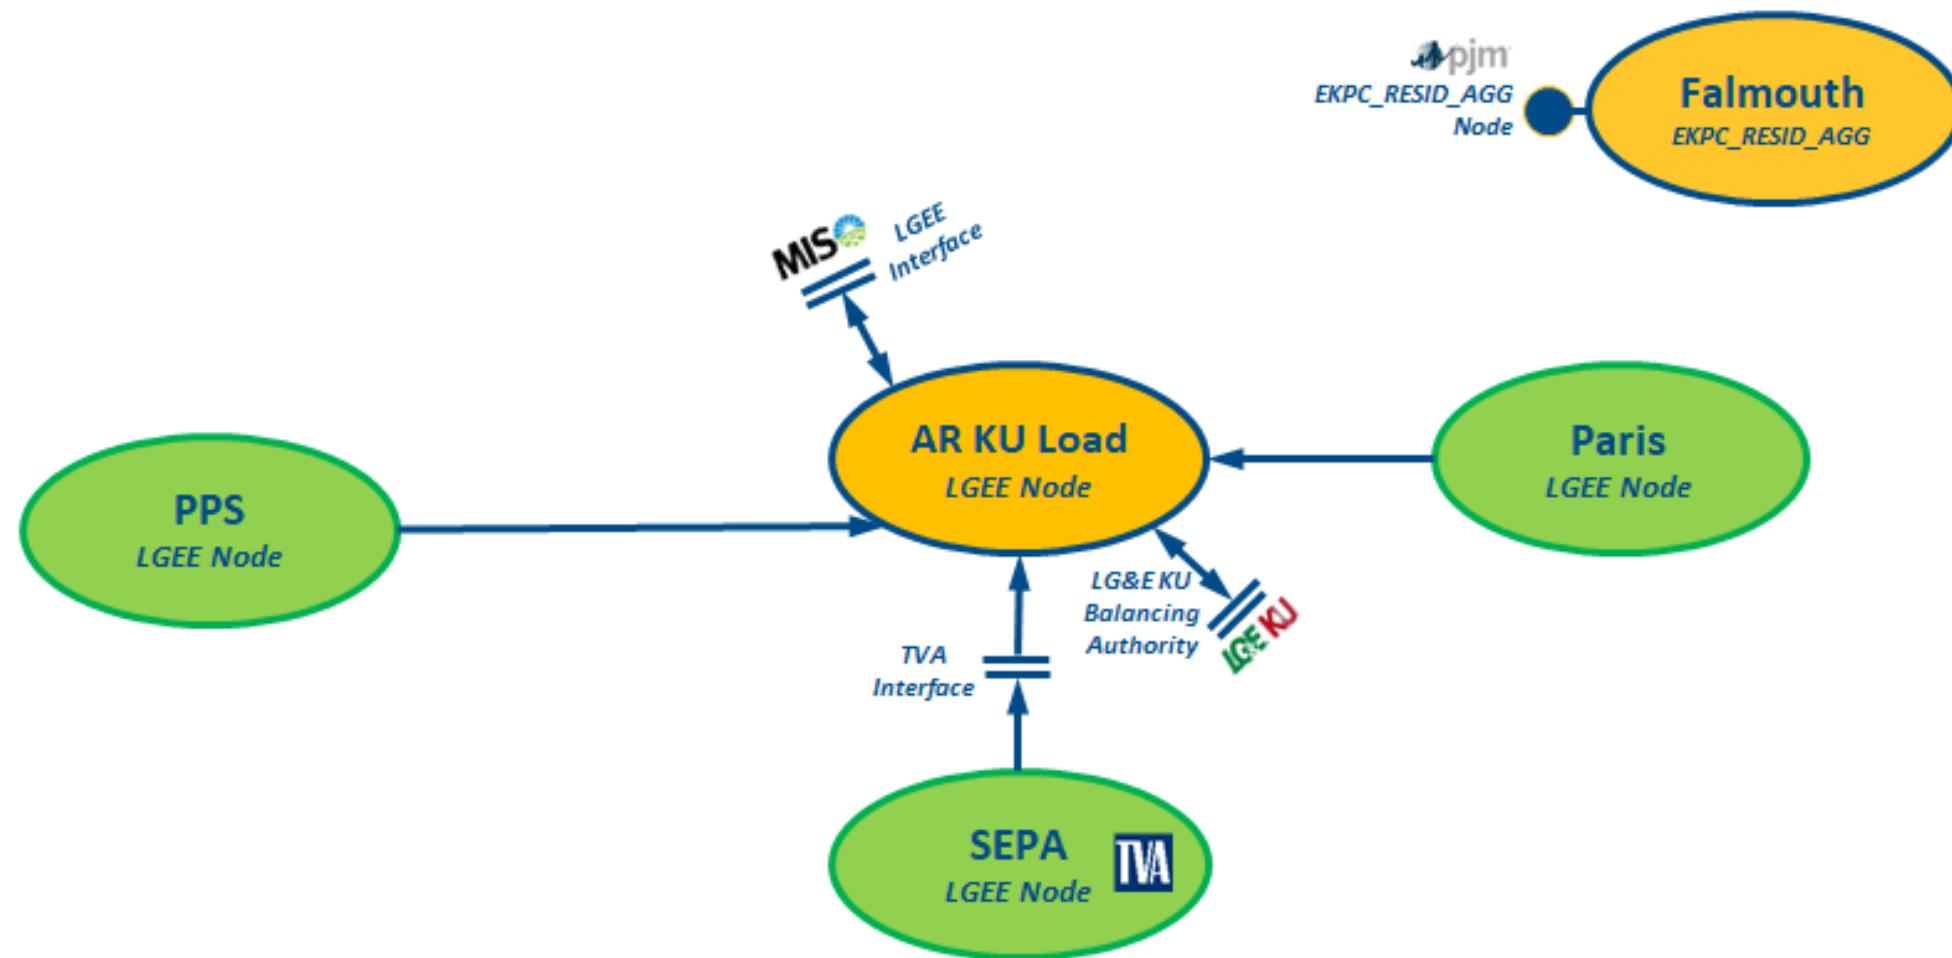 pjm
EKPC_RESID_AGG
Node
Falmouth
EKPC_RESID_AGG
MISO
LGEE
Interface
AR KU Load
LGEE Node
Paris
LGEE Node
PPS
LGEE Node
LG&E KU
Balancing
Authority
LG&E KU
TVA
Interface
SEPA
LGEE Node
TVA